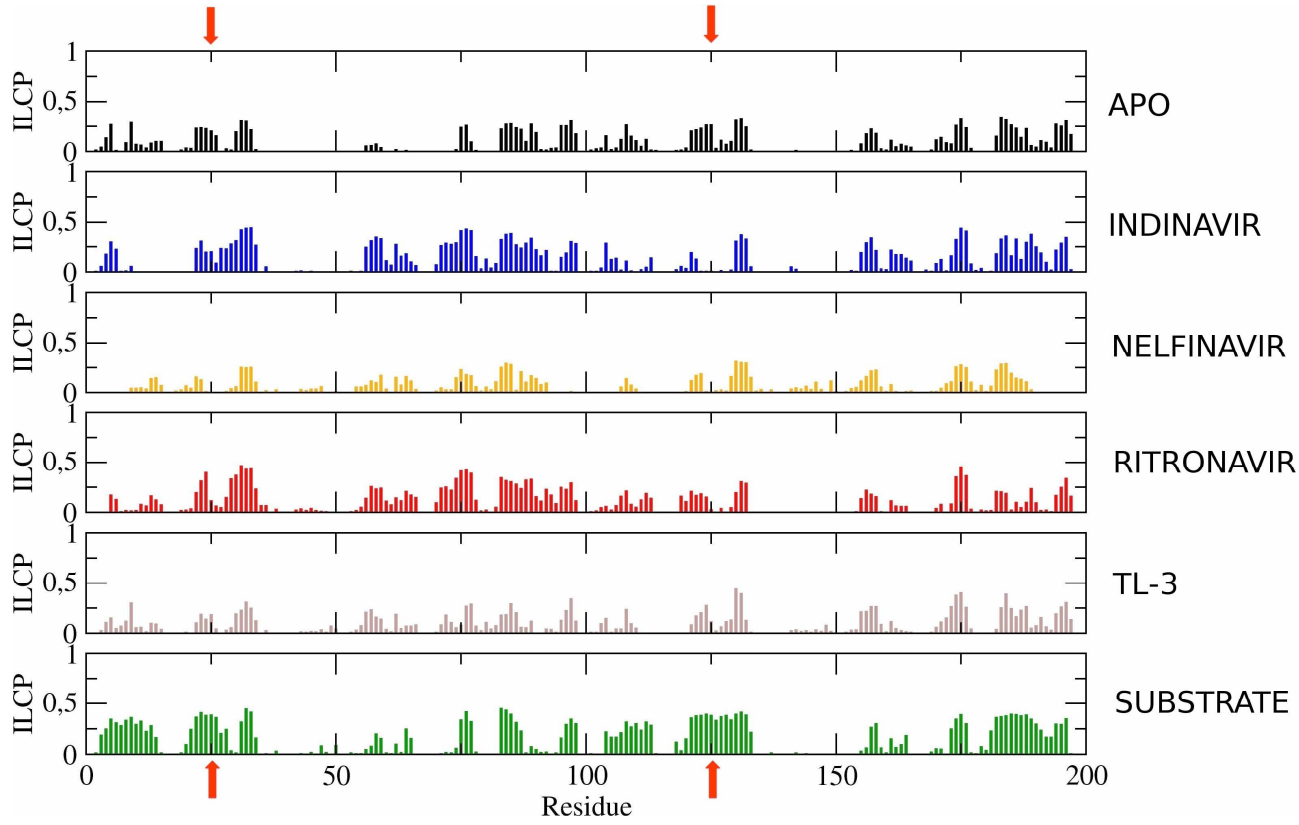 1
0,5
0
ILCP
APO
1
0,5
0
ILCP
INDINAVIR
1
0,5
0
ILCP
NELFINAVIR
1
0,5
0
ILCP
RITRONAVIR
1
0,5
0
ILCP
TL-3
1
0,5
0
ILCP
SUBSTRATE
0 50 100 150 200
Residue